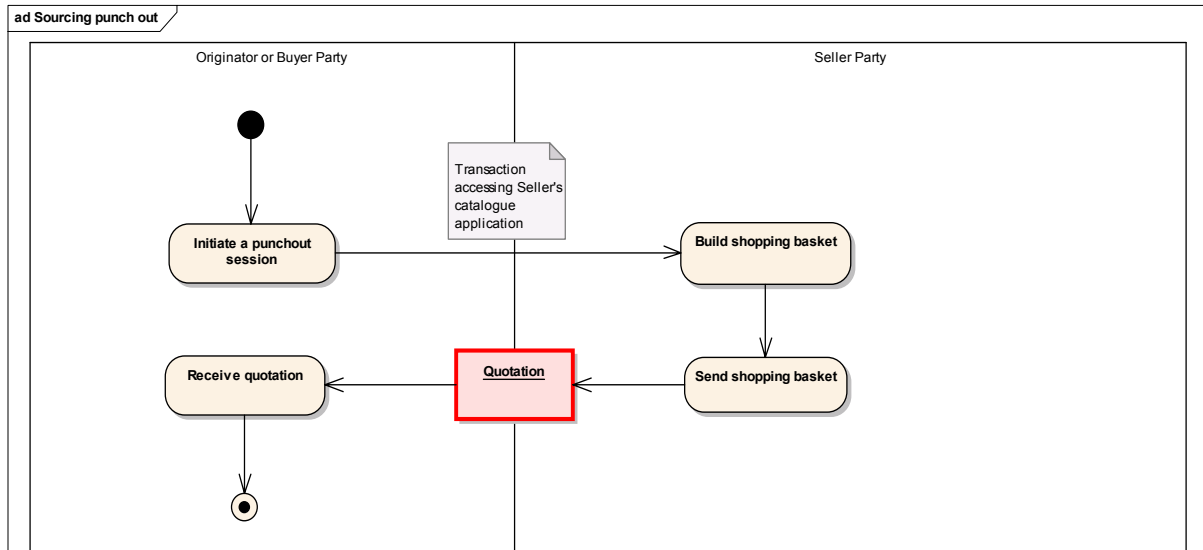 ad Sourcing punch out
Originator or Buyer Party
Seller Party
Transaction
accessing Seller's
catalogue
application
Initiate a punchout
session
Build shopping basket
Receive quotation
Quotation
Send shopping basket